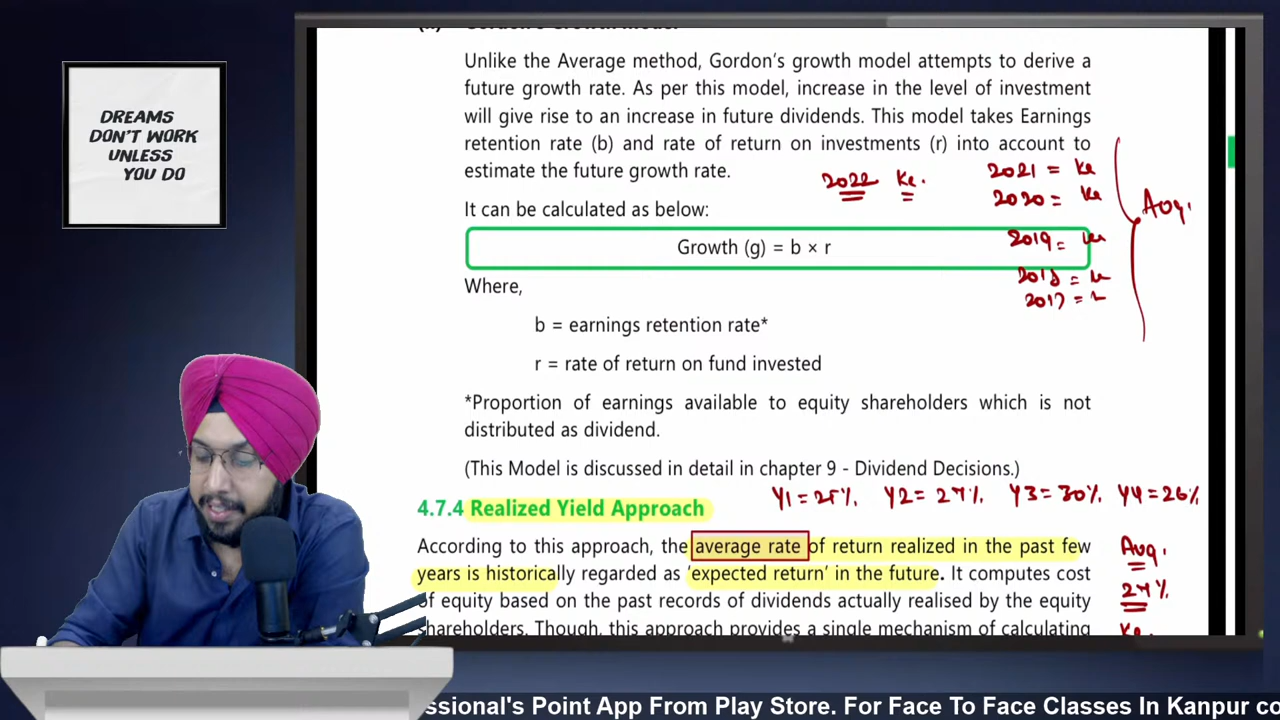 DREAMS
DON'T WORK
UNLESS
YOU DO
Unlike the Average method, Gordon's growth model attempts to derive a
future growth rate. As per this model, increase in the level of investment
will give rise to an increase in future dividends. This model takes Earnings
retention rate (b) and rate of return on investments (r) into account to
estimate the future growth rate.
2022 Ke.
2021 = Ke
2020 = Ke
2019 =
2018 =
2017 =
Avg.
It can be calculated as below:
Growth (g) = b × r
Where,
b = earnings retention rate*
r = rate of return on fund invested
*Proportion of earnings available to equity shareholders which is not
distributed as dividend.
(This Model is discussed in detail in chapter 9 - Dividend Decisions.)
Y1 = 25% Y2 = 27% Y3 = 30% Y4 = 26%
4.7.4 Realized Yield Approach
According to this approach, the average rate of return realized in the past few
years is historically regarded as 'expected return' in the future. It computes cost
of equity based on the past records of dividends actually realised by the equity
shareholders. Though, this approach provides a single mechanism of calculating
Avg.
27%
Ke.
ssional's Point App From Play Store. For Face To Face Classes In Kanpur co